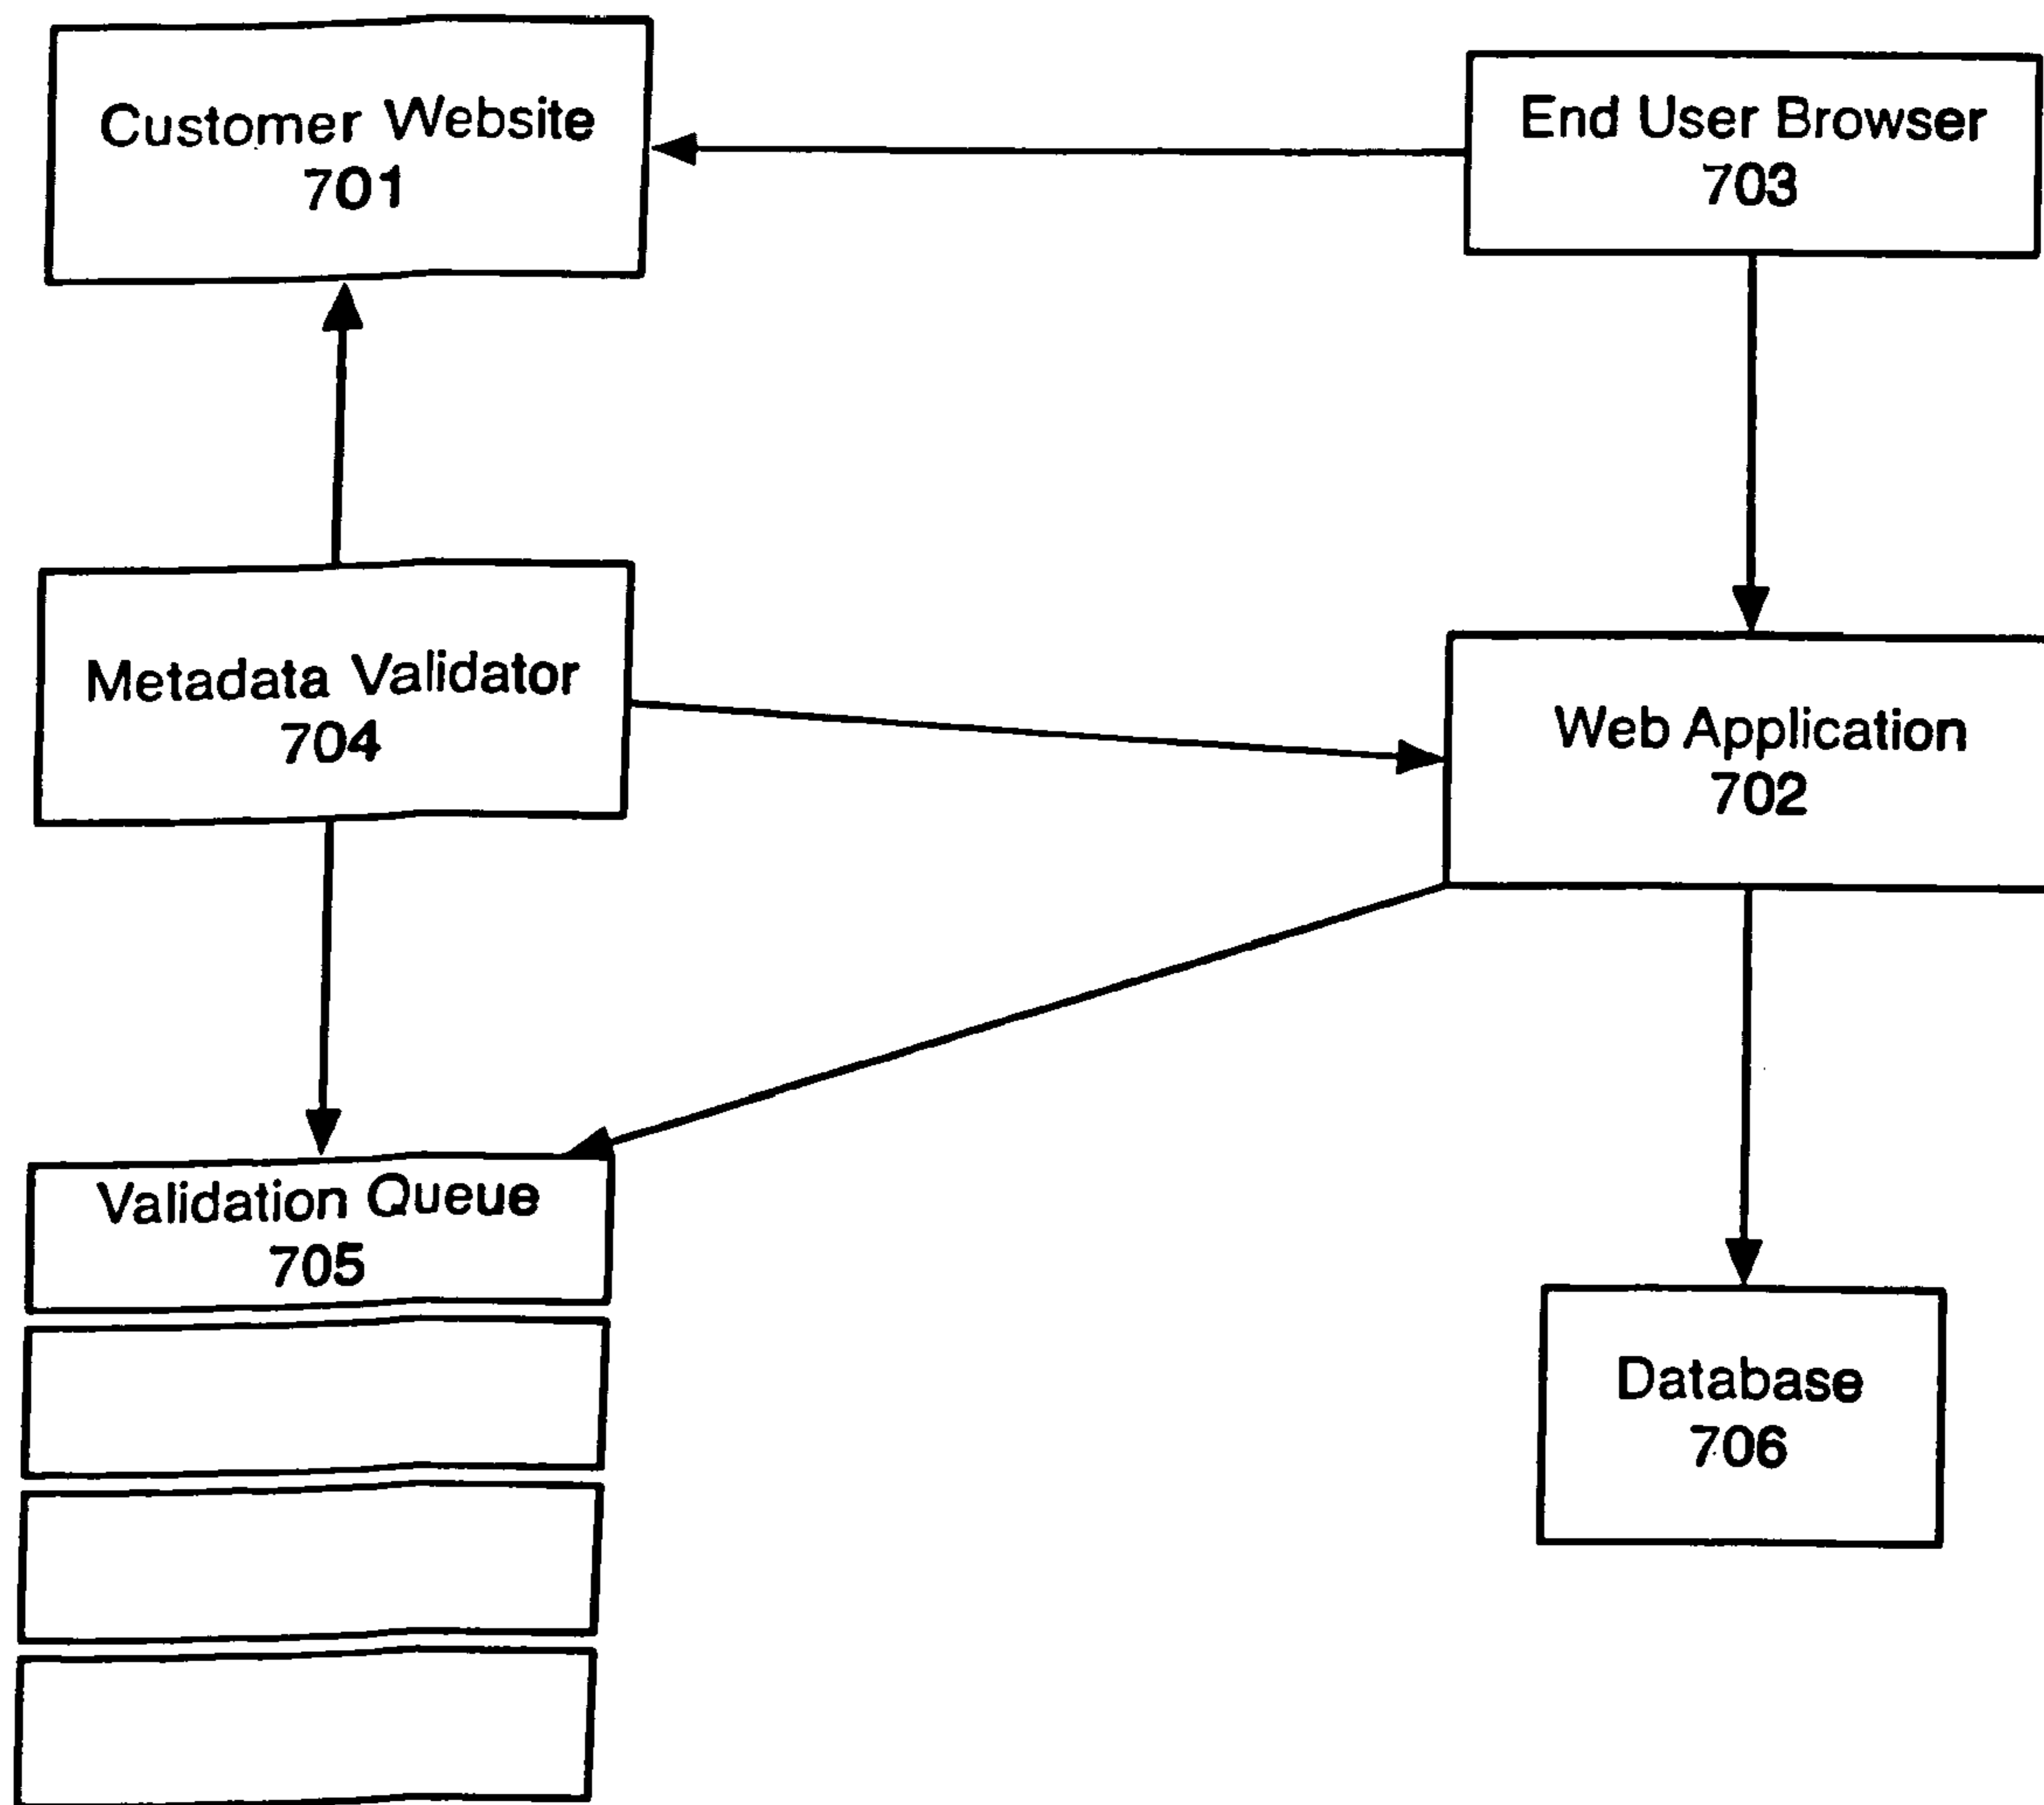 Customer Website
701
End User Browser
703
Metadata Validator
704
Web Application
702
Validation Queue
705
Database
706